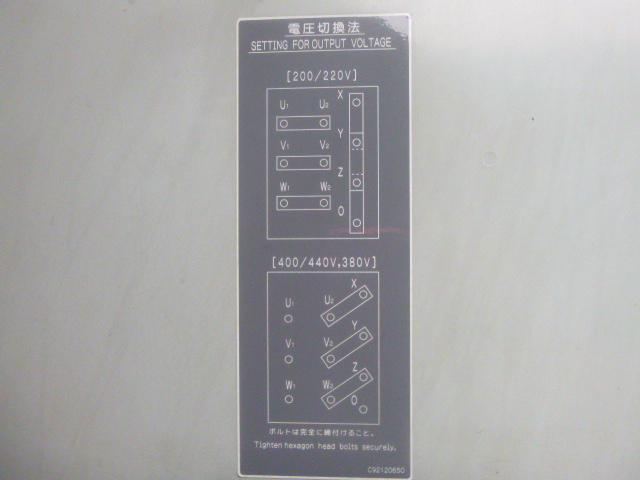 電圧切換法
SETTING FOR OUTPUT VOLTAGE
[200/220V]
X
U1 U2
Y
V1 V2
Z
W1 W2
O
[400/440V,380V]
X
U1 U2
Y
V1 V2
Z
W1 W2
O
ボルトは完全に締付けること。
Tighten hexagon head bolts securely.
C92120650